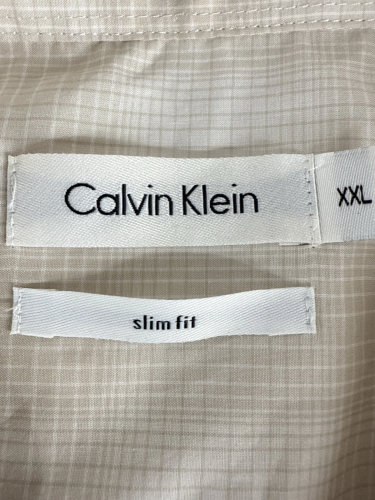 Calvin Klein
XXL
slim fit